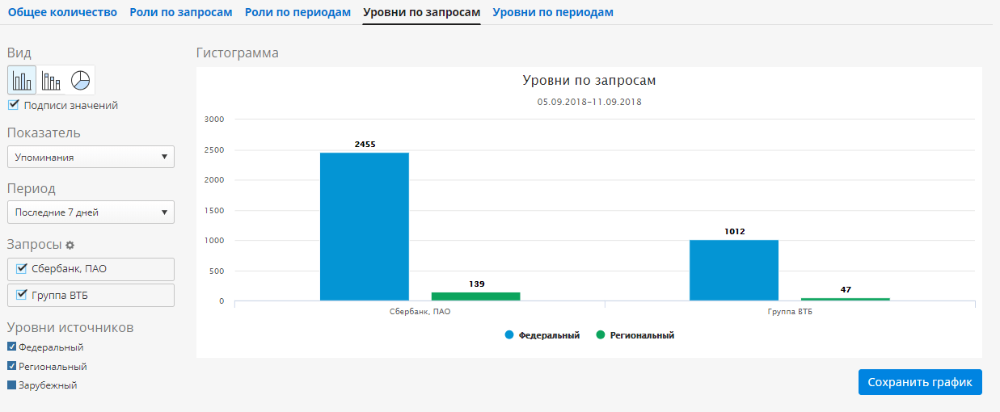 Общее количество Роли по запросам Роли по периодам Уровни по запросам Уровни по периодам
Вид
Подписи значений
Показатель
Упоминания
Период
Последние 7 дней
Запросы
Сбербанк, ПАО
Группа ВТБ
Уровни источников
Федеральный
Региональный
Зарубежный
Гистограмма
Уровни по запросам
05.09.2018–11.09.2018
3000
2500
2000
1500
1000
500
0
2455
139
1012
47
Сбербанк, ПАО Группа ВТБ
Федеральный Региональный
Сохранить график